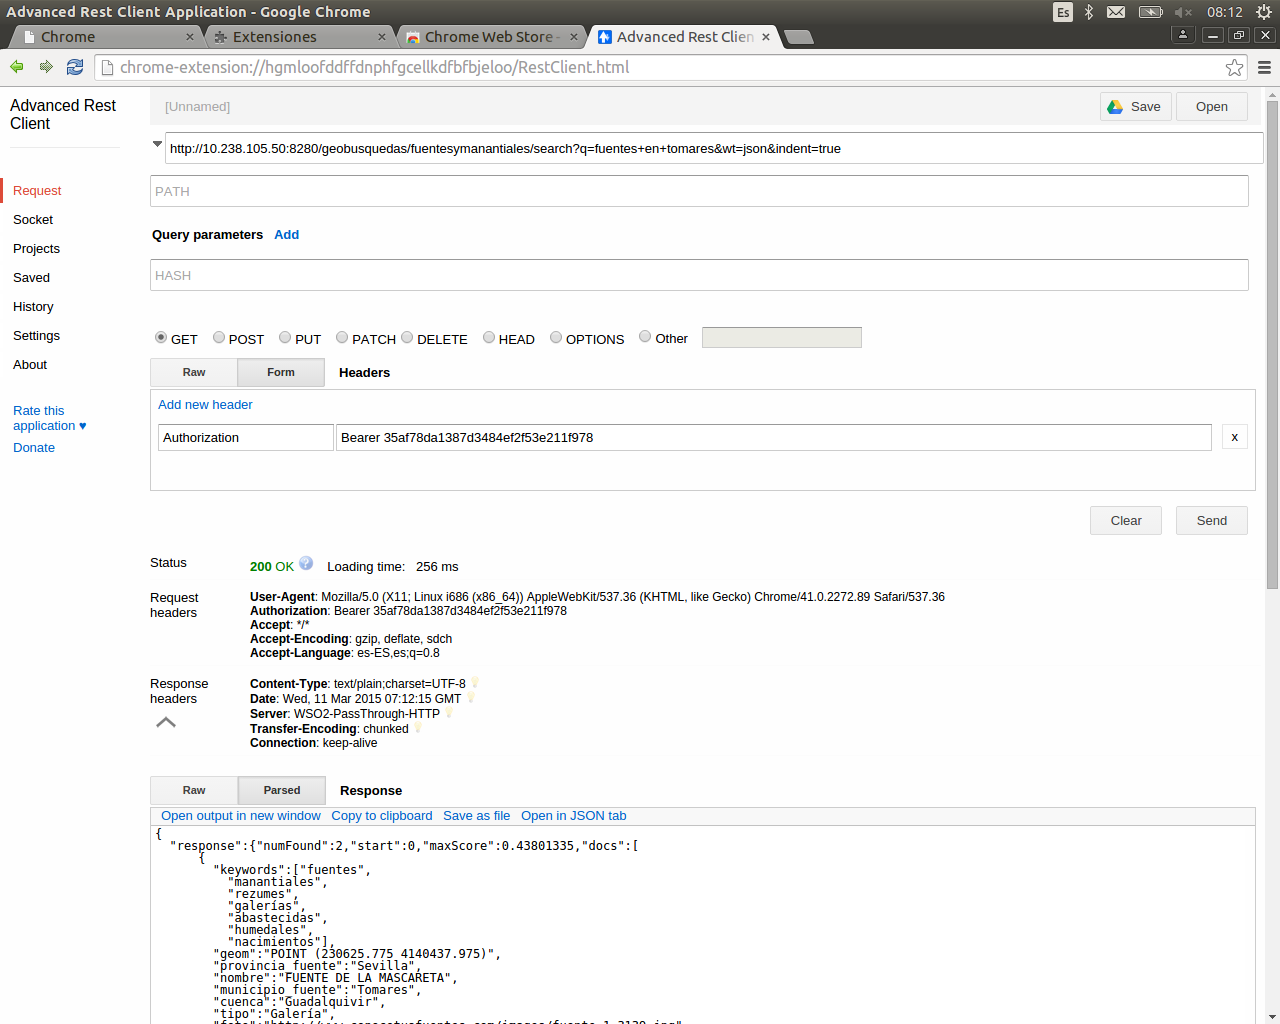 Advanced Rest Client Application - Google Chrome
Es
08:12
Chrome
Extensiones
Chrome Web Store -
Advanced Rest Clien
chrome-extension://hgmloofddffdnphfgcellkdfbfbjeloo/RestClient.html
Advanced Rest
Client
[Unnamed]
Save
Open
http://10.238.105.50:8280/geobusquedas/fuentesymanantiales/search?q=fuentes+en+tomares&wt=json&indent=true
PATH
Query parameters Add
HASH
Request
Socket
Projects
Saved
History
Settings
About
Rate this
application ♥
Donate
GET POST PUT PATCH DELETE HEAD OPTIONS Other
Raw Form Headers
Add new header
Authorization Bearer 35af78da1387d3484ef2f53e211f978 x
Clear Send
Status 200 OK ? Loading time: 256 ms
Request
headers
User-Agent: Mozilla/5.0 (X11; Linux i686 (x86_64)) AppleWebKit/537.36 (KHTML, like Gecko) Chrome/41.0.2272.89 Safari/537.36
Authorization: Bearer 35af78da1387d3484ef2f53e211f978
Accept: */*
Accept-Encoding: gzip, deflate, sdch
Accept-Language: es-ES,es;q=0.8
Response
headers
Content-Type: text/plain;charset=UTF-8
Date: Wed, 11 Mar 2015 07:12:15 GMT
Server: WSO2-PassThrough-HTTP
Transfer-Encoding: chunked
Connection: keep-alive
Raw Parsed Response
Open output in new window Copy to clipboard Save as file Open in JSON tab
{
"response":{"numFound":2,"start":0,"maxScore":0.43801335,"docs":[
{
"keywords":["fuentes",
"manantiales",
"rezumes",
"galerías",
"abastecidas",
"humedales",
"nacimientos"],
"geom":"POINT (230625.775 4140437.975)",
"provincia_fuente":"Sevilla",
"nombre":"FUENTE DE LA MASCARETA",
"municipio_fuente":"Tomares",
"cuenca":"Guadalquivir",
"tipo":"Galería",